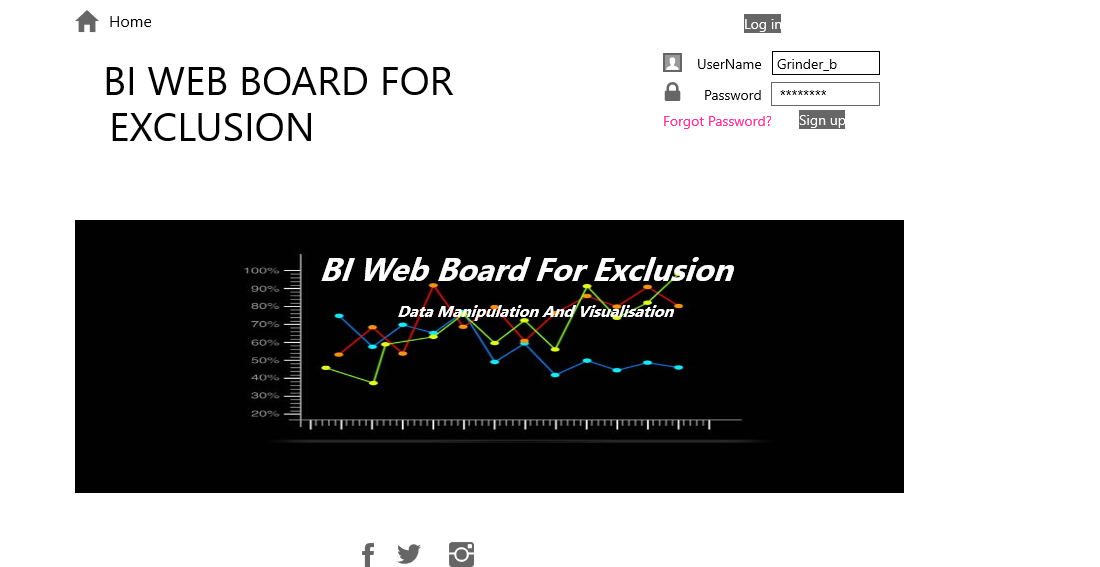 Home
Log in
BI WEB BOARD FOR
EXCLUSION
UserName
Grinder_b
Password
********
Forgot Password?
Sign up
BI Web Board For Exclusion
Data Manipulation And Visualisation
100%
90%
80%
70%
60%
50%
40%
30%
20%